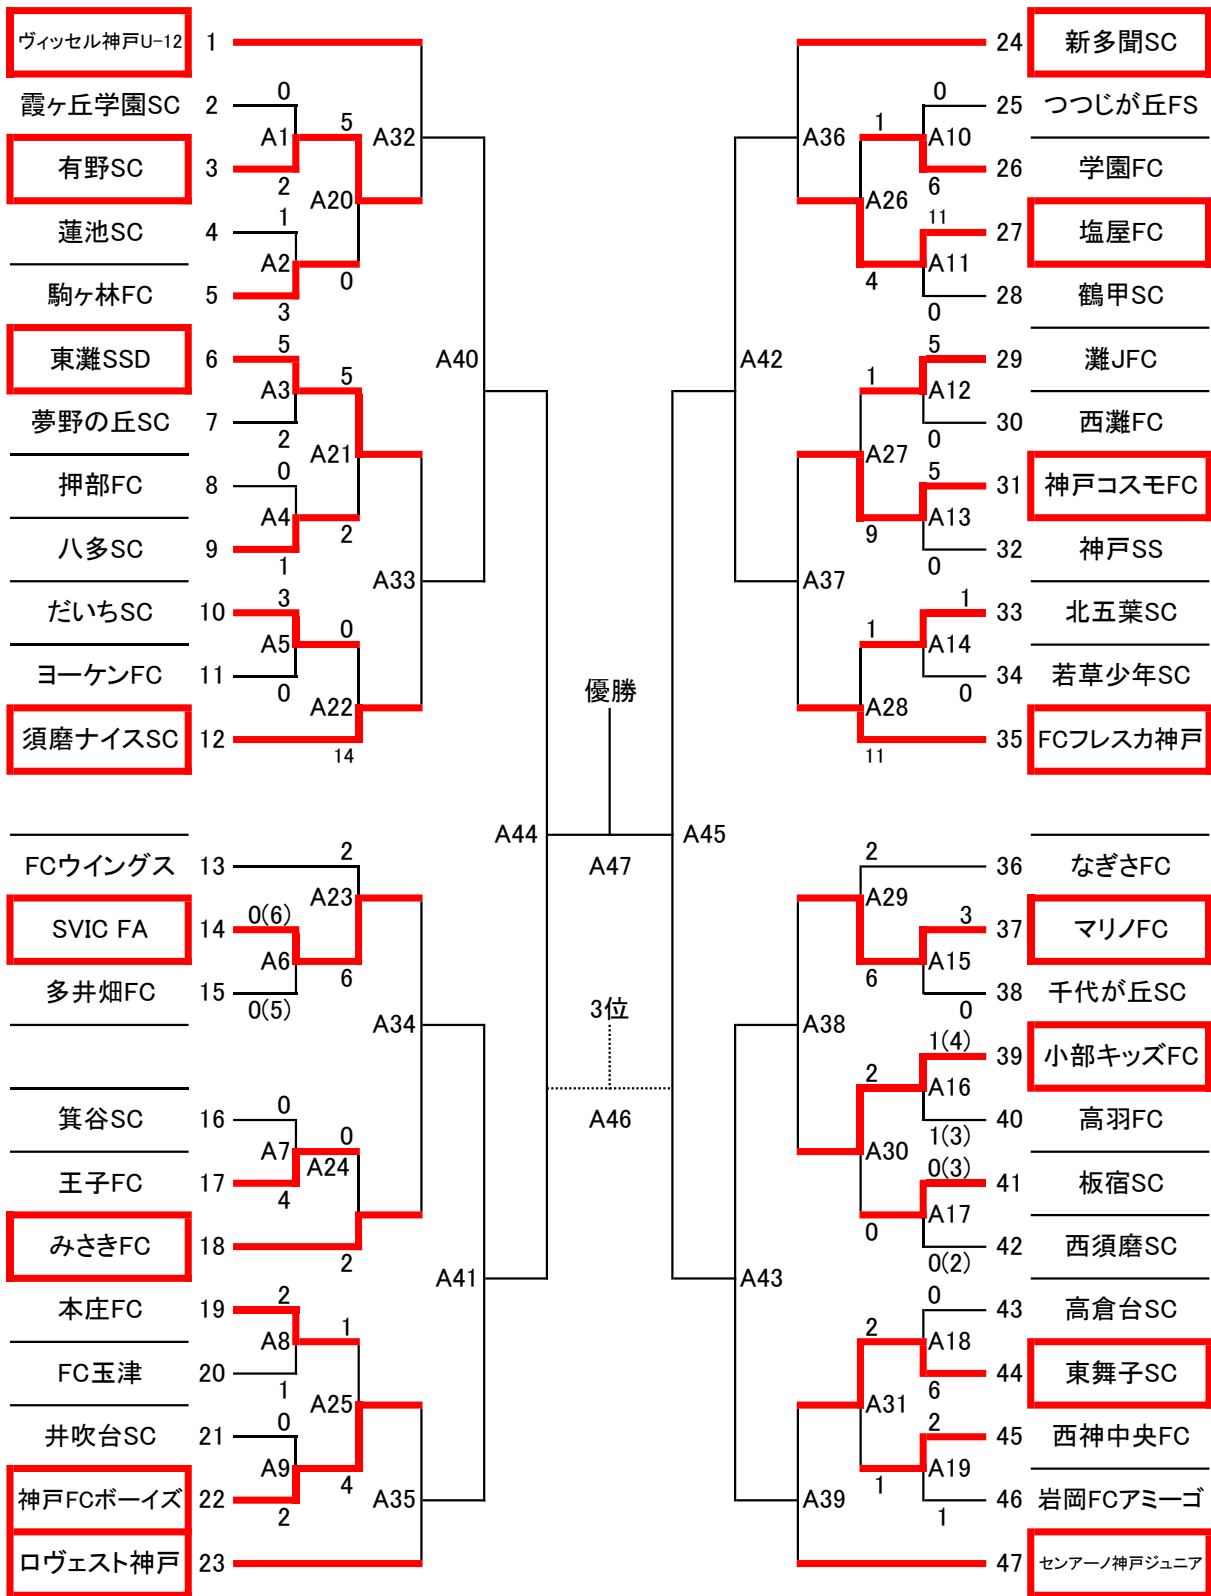 ヴィッセル神戸U-12 1
24 新多聞SC
霞ヶ丘学園SC 2 0
0 25 つつじが丘FS
A1 5 A32
A36 1 A10
有野SC 3 2
6 26 学園FC
A20
A26
蓮池SC 4 1
11 27 塩屋FC
A2 0
4 A11
駒ヶ林FC 5 3
0 28 鶴甲SC
東灘SSD 6 5 A40
A42 5 29 灘JFC
A3 5
1 A12
夢野の丘SC 7 2
0 30 西灘FC
A21
A27
押部FC 8 0
5 31 神戸コスモFC
A4 2
9 A13
八多SC 9 1
0 32 神戸SS
A33
A37
だいちSC 10 3
1 33 北五葉SC
A5 0
1 A14
ヨーケンFC 11 0
0 34 若草少年SC
優勝
A22
A28
須磨ナイスSC 12 14
11 35 FCフレスカ神戸
A44 A47 A45
FCウイングス 13 2
2 36 なぎさFC
A23
A29
SVIC FA 14 0(6)
3 37 マリノFC
A6 6
6 A15
多井畑FC 15 0(5)
0 38 千代が丘SC
3位
A34
A38
1(4) 39 小部キッズFC
2 A16
箕谷SC 16 0
A46
1(3) 40 高羽FC
A7 0
A24
A30
王子FC 17 4
0(3) 41 板宿SC
0 A17
みさきFC 18 2
0(2) 42 西須磨SC
A41
A43
本庄FC 19 2
0 43 高倉台SC
A8 1
2 A18
FC玉津 20 1
6 44 東舞子SC
A25
A31
井吹台SC 21 0
2 45 西神中央FC
A9 4
1 A19
神戸FCボーイズ 22 2 A35
A39 1 46 岩岡FCアミーゴ
ロヴェスト神戸 23
47 センアーノ神戸ジュニア